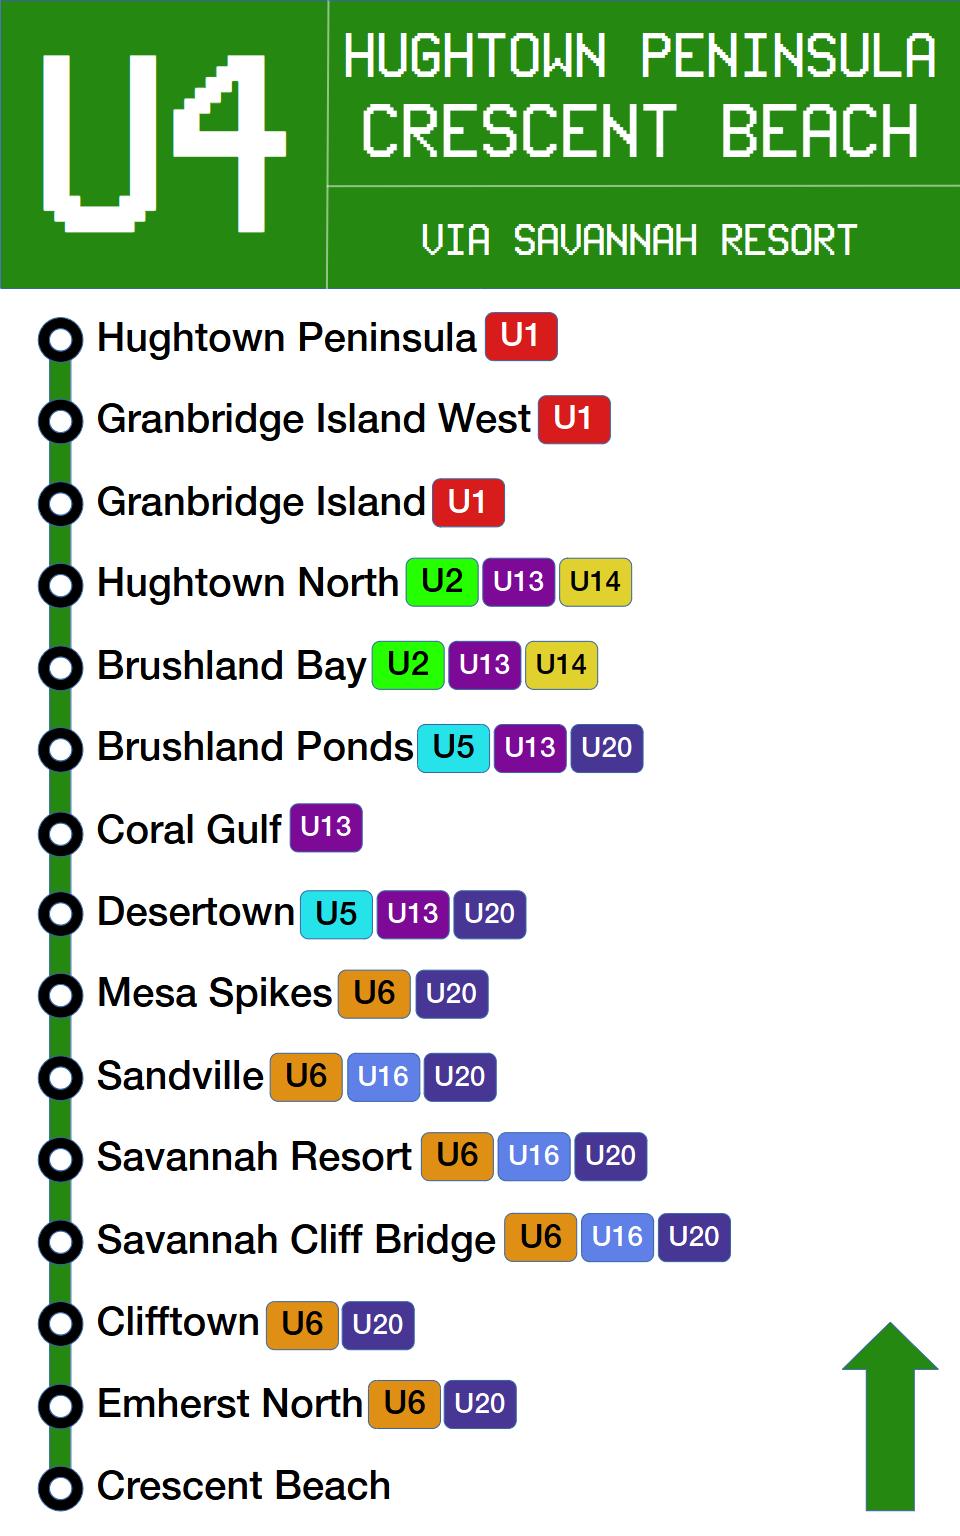 U4
HUGHTOWN PENINSULA
CRESCENT BEACH
VIA SAVANNAH RESORT
Hughtown Peninsula U1
Granbridge Island West U1
Granbridge Island U1
Hughtown North U2 U13 U14
Brushland Bay U2 U13 U14
Brushland Ponds U5 U13 U20
Coral Gulf U13
Desertown U5 U13 U20
Mesa Spikes U6 U20
Sandville U6 U16 U20
Savannah Resort U6 U16 U20
Savannah Cliff Bridge U6 U16 U20
Clifftown U6 U20
Emherst North U6 U20
Crescent Beach